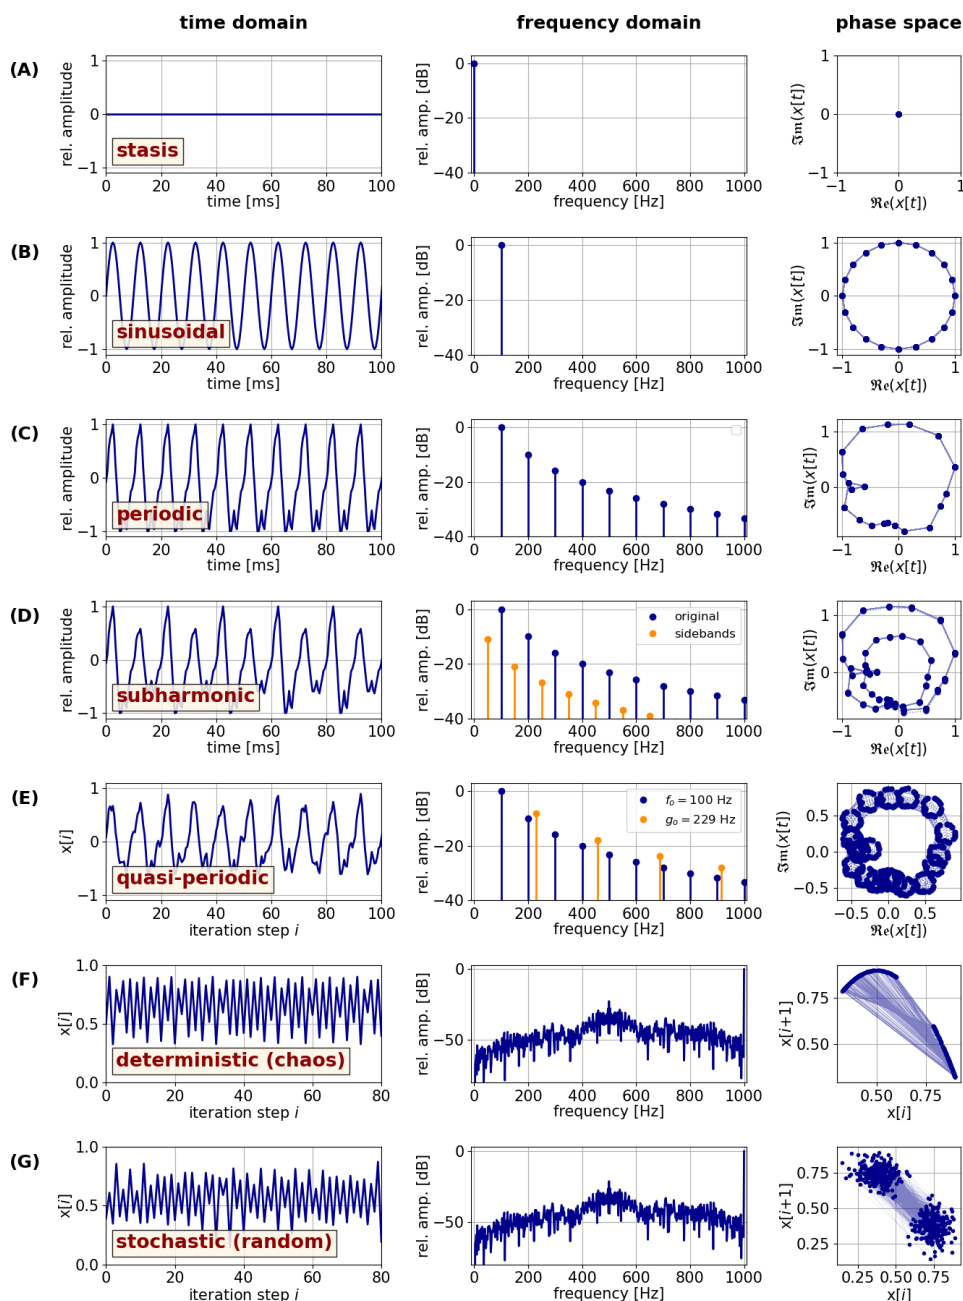 time domain frequency domain phase space
(A)
rel. amplitude
1
0
−1
stasis
0 20 40 60 80 100
time [ms]
rel. amp. [dB]
0
−20
−40
0 200 400 600 800 1000
frequency [Hz]
𝕴𝖒(x[t])
1
0
−1
−1 0 1
𝕽𝖊(x[t])
(B)
rel. amplitude
1
0
−1
sinusoidal
0 20 40 60 80 100
time [ms]
rel. amp. [dB]
0
−20
−40
0 200 400 600 800 1000
frequency [Hz]
𝕴𝖒(x[t])
1
0
−1
−1 0 1
𝕽𝖊(x[t])
(C)
rel. amplitude
1
0
−1
periodic
0 20 40 60 80 100
time [ms]
rel. amp. [dB]
0
−20
−40
0 200 400 600 800 1000
frequency [Hz]
𝕴𝖒(x[t])
1
0
−1 0 1
𝕽𝖊(x[t])
(D)
rel. amplitude
1
0
−1
subharmonic
0 20 40 60 80 100
time [ms]
rel. amp. [dB]
0
−20
−40
original
sidebands
0 200 400 600 800 1000
frequency [Hz]
𝕴𝖒(x[t])
1
0
−1 0 1
𝕽𝖊(x[t])
(E)
x[i]
1
0
−1
quasi-periodic
0 20 40 60 80 100
iteration step i
rel. amp. [dB]
0
−20
−40
fₒ = 100 Hz
gₒ = 229 Hz
0 200 400 600 800 1000
frequency [Hz]
𝕴𝖒(x[t])
0.5
0.0
−0.5
−0.5 0.0 0.5
𝕽𝖊(x[t])
(F)
x[i]
1.0
0.5
0.0
deterministic (chaos)
0 20 40 60 80
iteration step i
rel. amp. [dB]
0
−50
0 200 400 600 800 1000
frequency [Hz]
x[i+1]
0.75
0.50
0.50 0.75
x[i]
(G)
x[i]
1.0
0.5
0.0
stochastic (random)
0 20 40 60 80
iteration step i
rel. amp. [dB]
0
−50
0 200 400 600 800 1000
frequency [Hz]
x[i+1]
0.75
0.50
0.25
0.25 0.50 0.75
x[i]